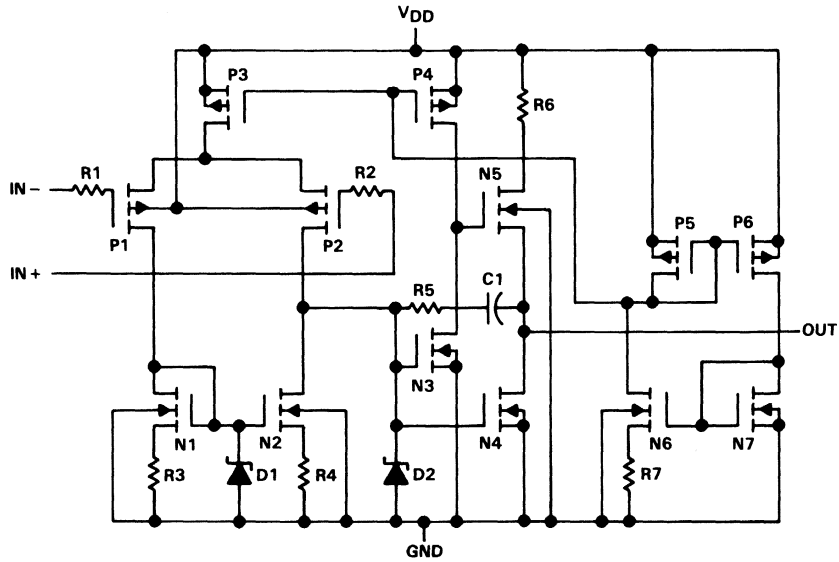 VDD
P3
P4
R6
R1
R2
IN−
N5
P1
P2
P5
P6
IN+
R5
C1
OUT
N3
N1
N2
N4
N6
N7
R3
D1
R4
D2
R7
GND